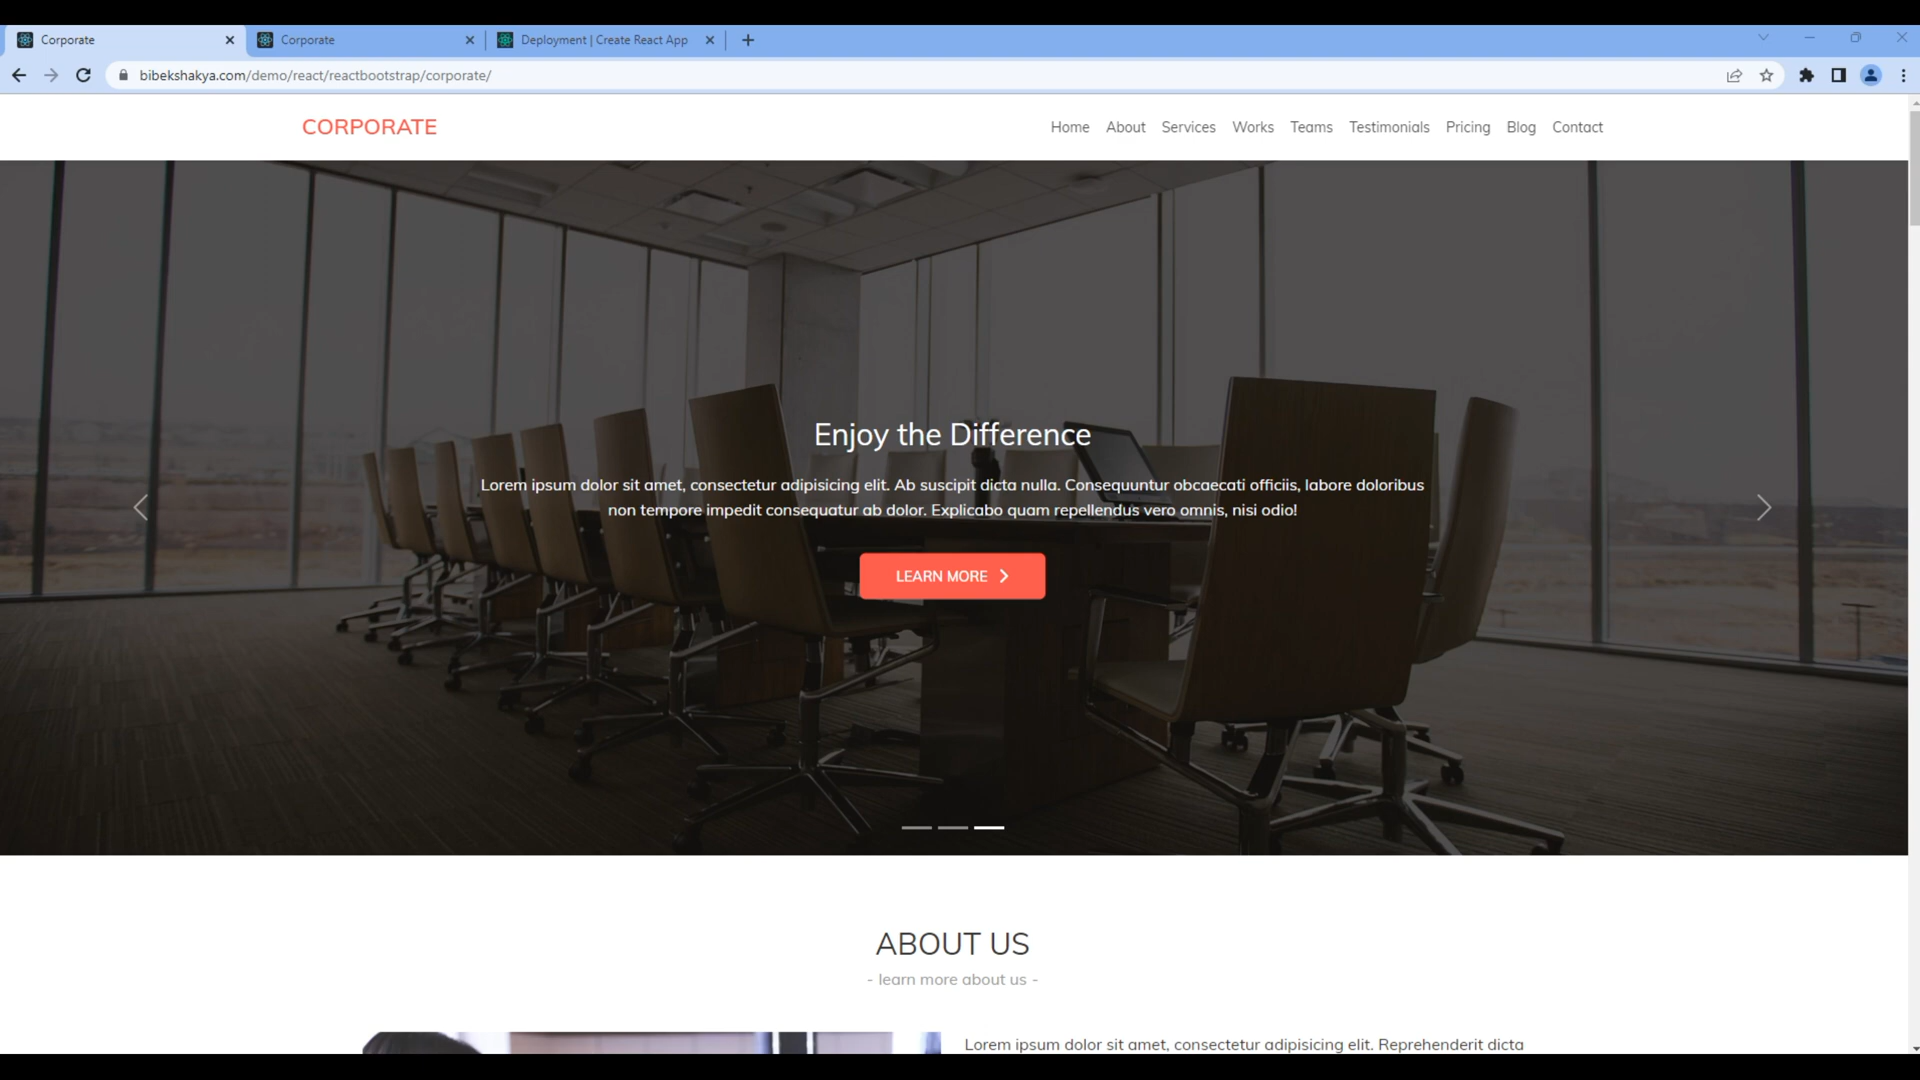 Corporate
Corporate
Deployment | Create React App
bibekshakya.com/demo/react/reactbootstrap/corporate/
CORPORATE
Home About Services Works Teams Testimonials Pricing Blog Contact
Enjoy the Difference
Lorem ipsum dolor sit amet, consectetur adipisicing elit. Ab suscipit dicta nulla. Consequuntur obcaecati officiis, labore doloribus
non tempore impedit consequatur ab dolor. Explicabo quam repellendus vero omnis, nisi odio!
LEARN MORE
ABOUT US
- learn more about us -
Lorem ipsum dolor sit amet, consectetur adipisicing elit. Reprehenderit dicta